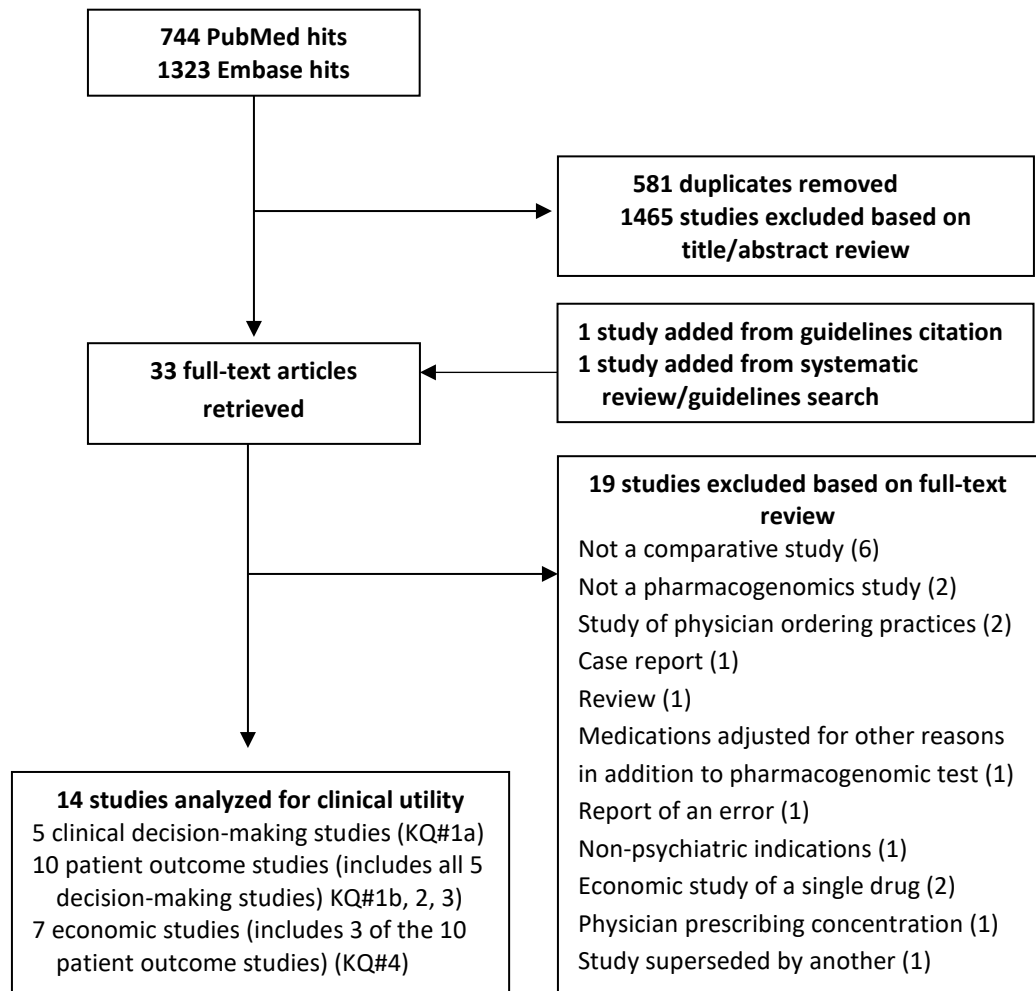 744 PubMed hits
1323 Embase hits
581 duplicates removed
1465 studies excluded based on
title/abstract review
1 study added from guidelines citation
1 study added from systematic
review/guidelines search
33 full-text articles
retrieved
19 studies excluded based on full-text
review
Not a comparative study (6)
Not a pharmacogenomics study (2)
Study of physician ordering practices (2)
Case report (1)
Review (1)
Medications adjusted for other reasons
in addition to pharmacogenomic test (1)
Report of an error (1)
Non-psychiatric indications (1)
Economic study of a single drug (2)
Physician prescribing concentration (1)
Study superseded by another (1)
14 studies analyzed for clinical utility
5 clinical decision-making studies (KQ#1a)
10 patient outcome studies (includes all 5
decision-making studies) KQ#1b, 2, 3)
7 economic studies (includes 3 of the 10
patient outcome studies) (KQ#4)